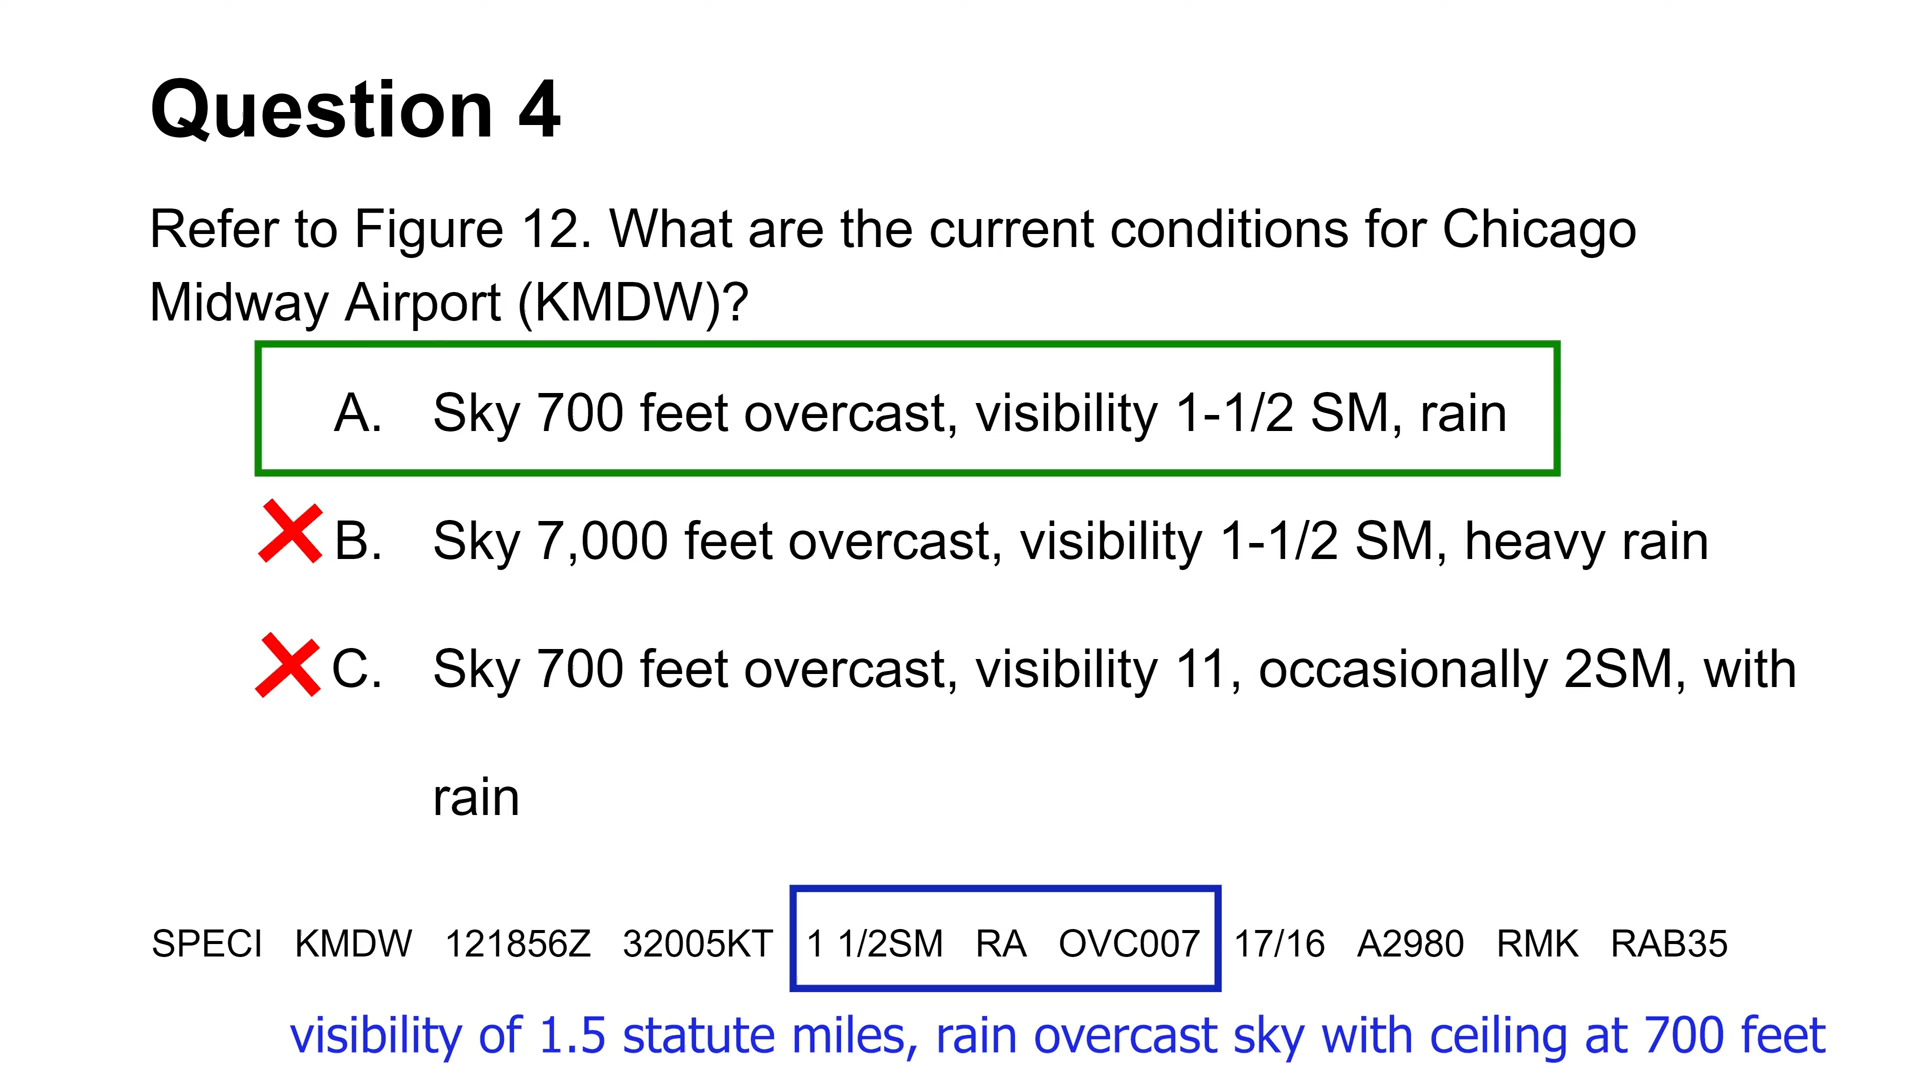 Question 4
Refer to Figure 12. What are the current conditions for Chicago
Midway Airport (KMDW)?
A. Sky 700 feet overcast, visibility 1-1/2 SM, rain
B. Sky 7,000 feet overcast, visibility 1-1/2 SM, heavy rain
C. Sky 700 feet overcast, visibility 11, occasionally 2SM, with
rain
SPECI KMDW 121856Z 32005KT 1 1/2SM RA OVC007 17/16 A2980 RMK RAB35
visibility of 1.5 statute miles, rain overcast sky with ceiling at 700 feet